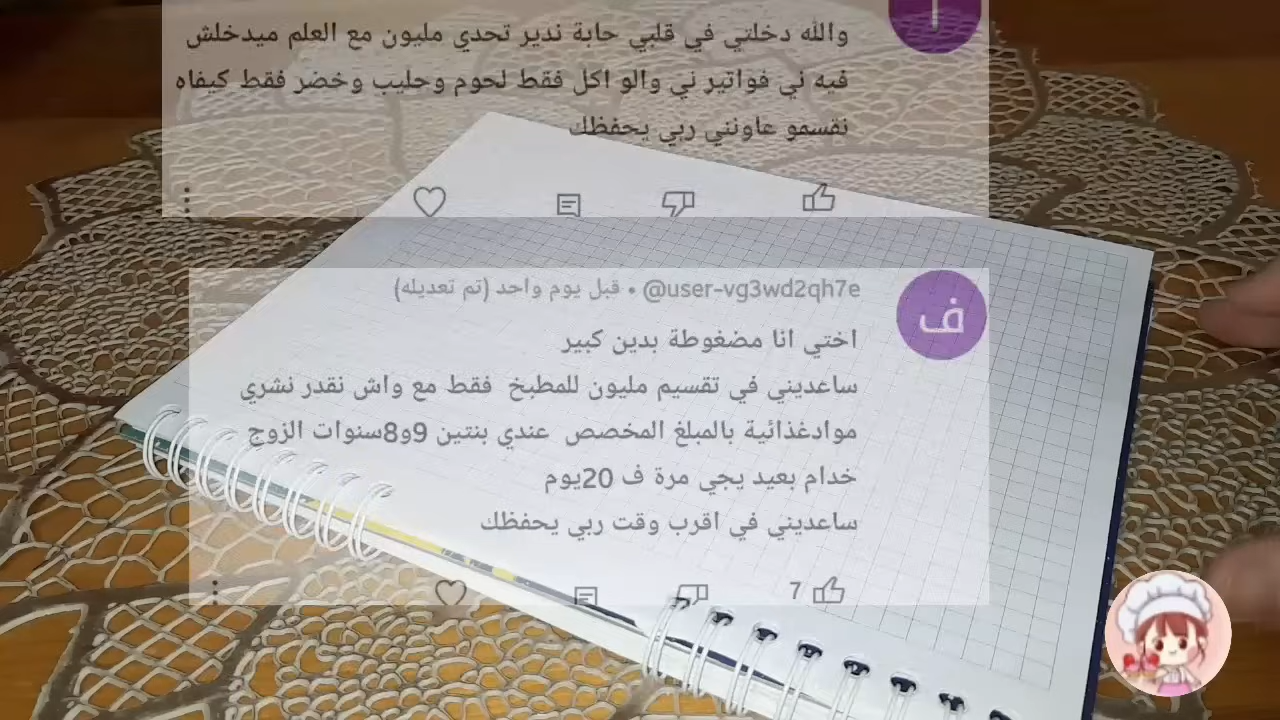 ا
والله دخلتي في قلبي حابة ندير تحدي مليون مع العلم ميدخلش
فيه ني فواتير ني والو اكل فقط لحوم وحليب وخضر فقط كيفاه
نقسمو عاونني ربي يحفظك
ف
@user-vg3wd2qh7e • قبل يوم واحد (تم تعديله)
اختي انا مضغوطة بدين كبير
ساعديني في تقسيم مليون للمطبخ فقط مع واش نقدر نشري
موادغذائية بالمبلغ المخصص عندي بنتين 9و8سنوات الزوج
خدام بعيد يجي مرة ف 20يوم
ساعديني في اقرب وقت ربي يحفظك
7